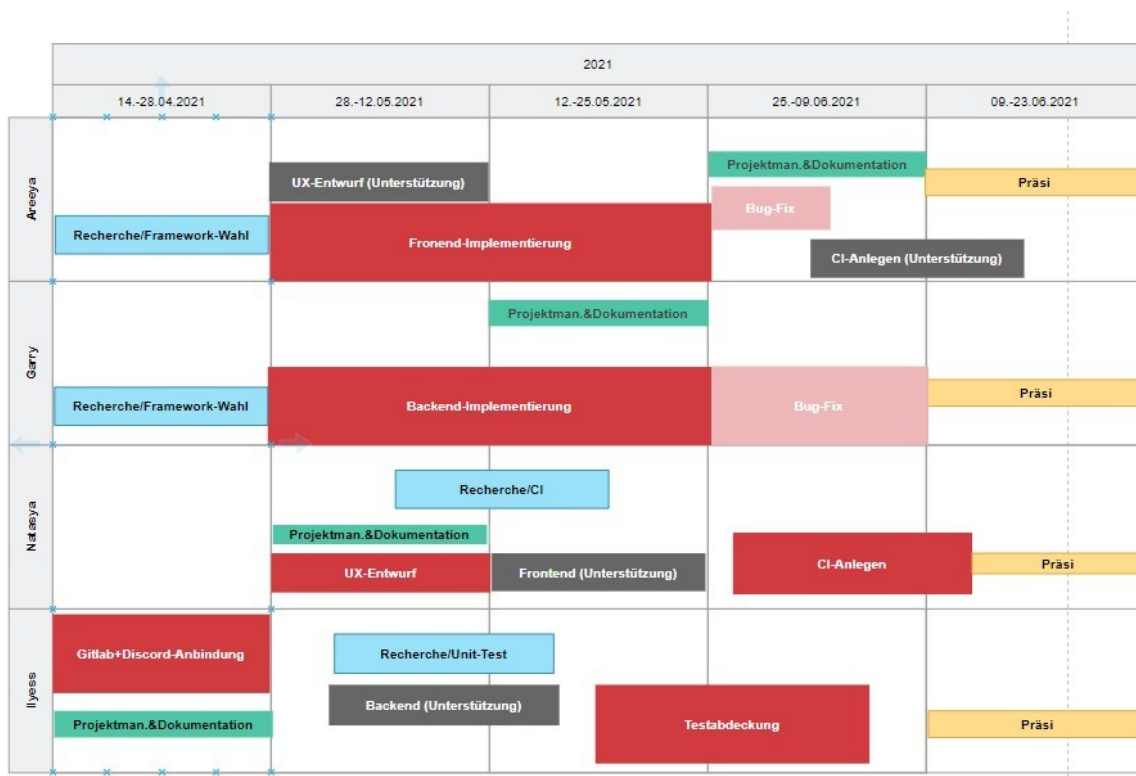 2021
14.-28.04.2021
28.-12.05.2021
12.-25.05.2021
25.-09.06.2021
09.-23.06.2021
Areeya
Projektman.&Dokumentation
UX-Entwurf (Unterstützung)
Präsi
Bug-Fix
Recherche/Framework-Wahl
Fronend-Implementierung
CI-Anlegen (Unterstützung)
Garry
Projektman.&Dokumentation
Recherche/Framework-Wahl
Backend-Implementierung
Bug-Fix
Präsi
Natasya
Recherche/CI
Projektman.&Dokumentation
UX-Entwurf
Frontend (Unterstützung)
CI-Anlegen
Präsi
Ilyess
Gitlab+Discord-Anbindung
Recherche/Unit-Test
Backend (Unterstützung)
Projektman.&Dokumentation
Testabdeckung
Präsi